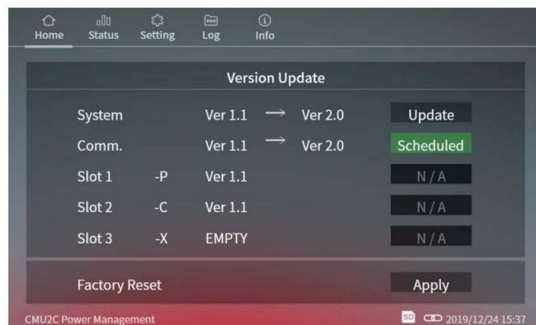 Home Status Setting Log Info
Version Update
System Ver 1.1 → Ver 2.0 Update
Comm. Ver 1.1 → Ver 2.0 Scheduled
Slot 1 -P Ver 1.1 N / A
Slot 2 -C Ver 1.1 N / A
Slot 3 -X EMPTY N / A
Factory Reset Apply
CMU2C Power Management SD 2019/12/24 15:37